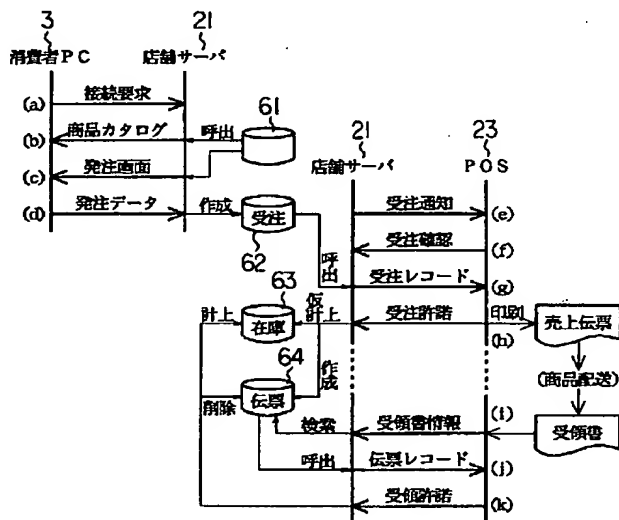 3
21
消費者PC
店舗サーバ
(a)
接続要求
61
(b)
商品カタログ
呼出
21
23
(c)
発注画面
店舗サーバ
POS
(d)
発注データ
作成
受注
受注通知
(e)
62
受注確認
(f)
呼出
受注レコード
(g)
63
計上
在庫
仮計上
受注許諾
印刷
(h)
売上伝票
64
作成
(商品配送)
削除
伝票
検索
受領書情報
(i)
受領書
呼出
伝票レコード
(j)
受領許諾
(k)